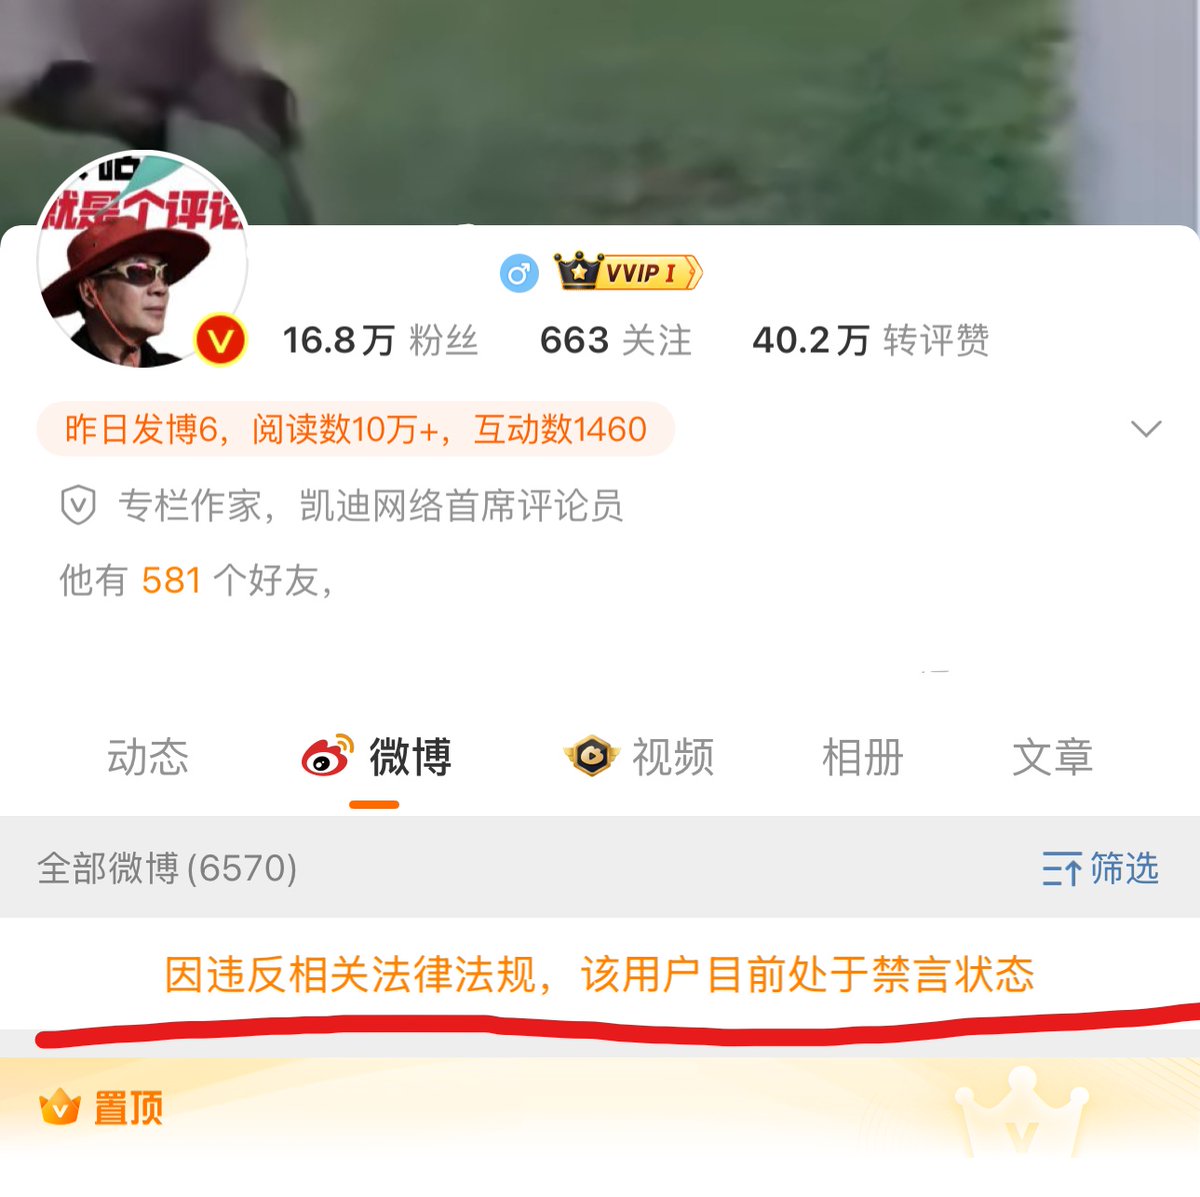 就是个评论
VVIP I
16.8万 粉丝 663 关注 40.2万 转评赞
昨日发博6，阅读数10万+，互动数1460
专栏作家，凯迪网络首席评论员
他有 581 个好友，
动态 微博 视频 相册 文章
全部微博(6570) 筛选
因违反相关法律法规，该用户目前处于禁言状态
置顶